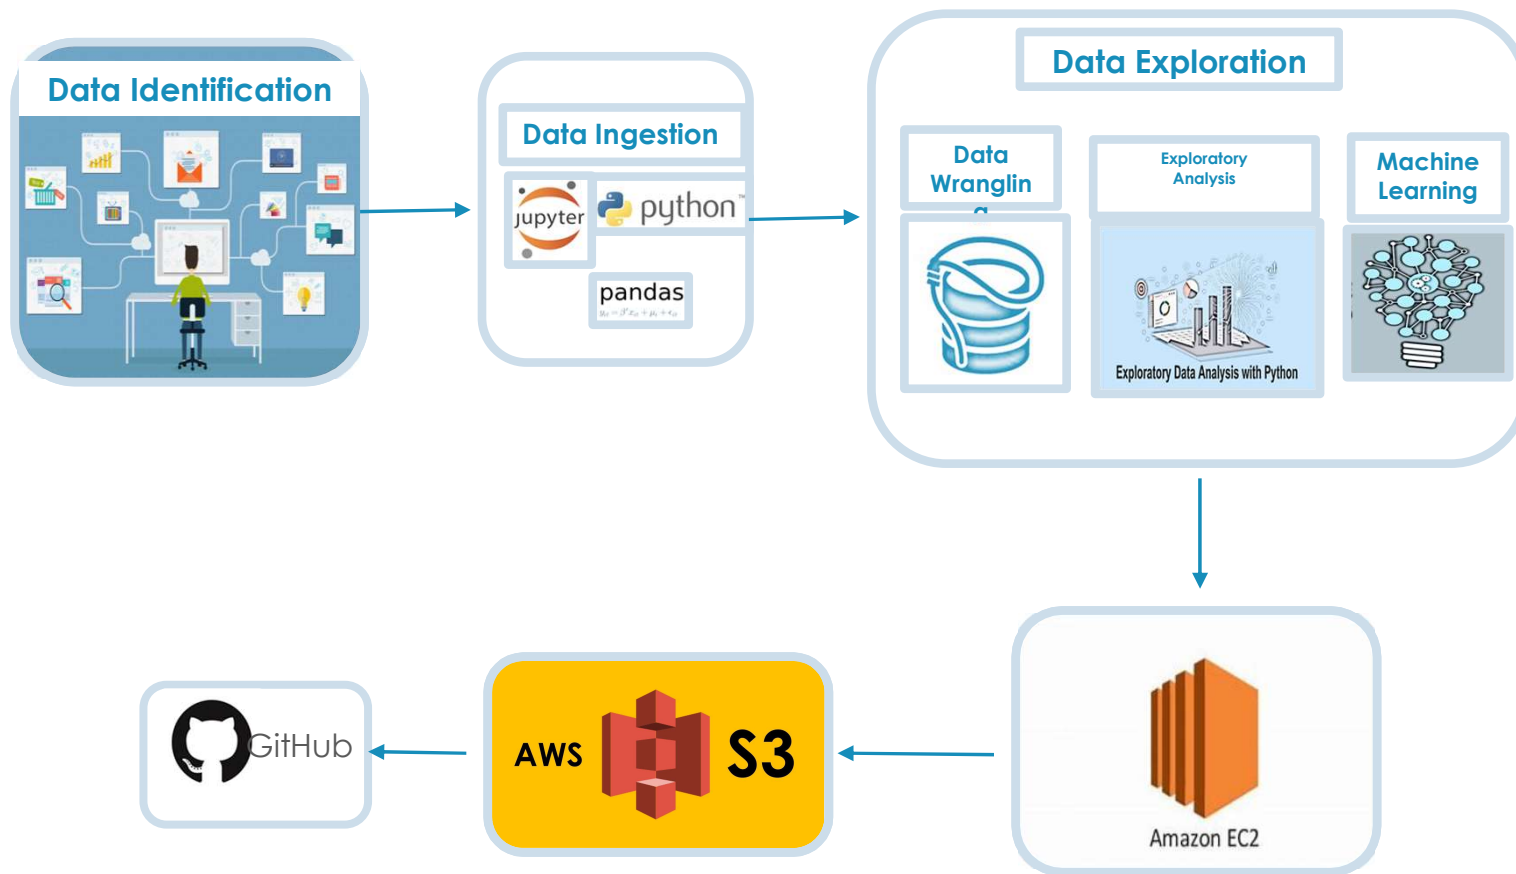 Data Identification
Data Ingestion
jupyter
python™
pandas
Data Exploration
Data
Wranglin
g
Exploratory
Analysis
Machine
Learning
Exploratory Data Analysis with Python
Amazon EC2
AWS
S3
GitHub